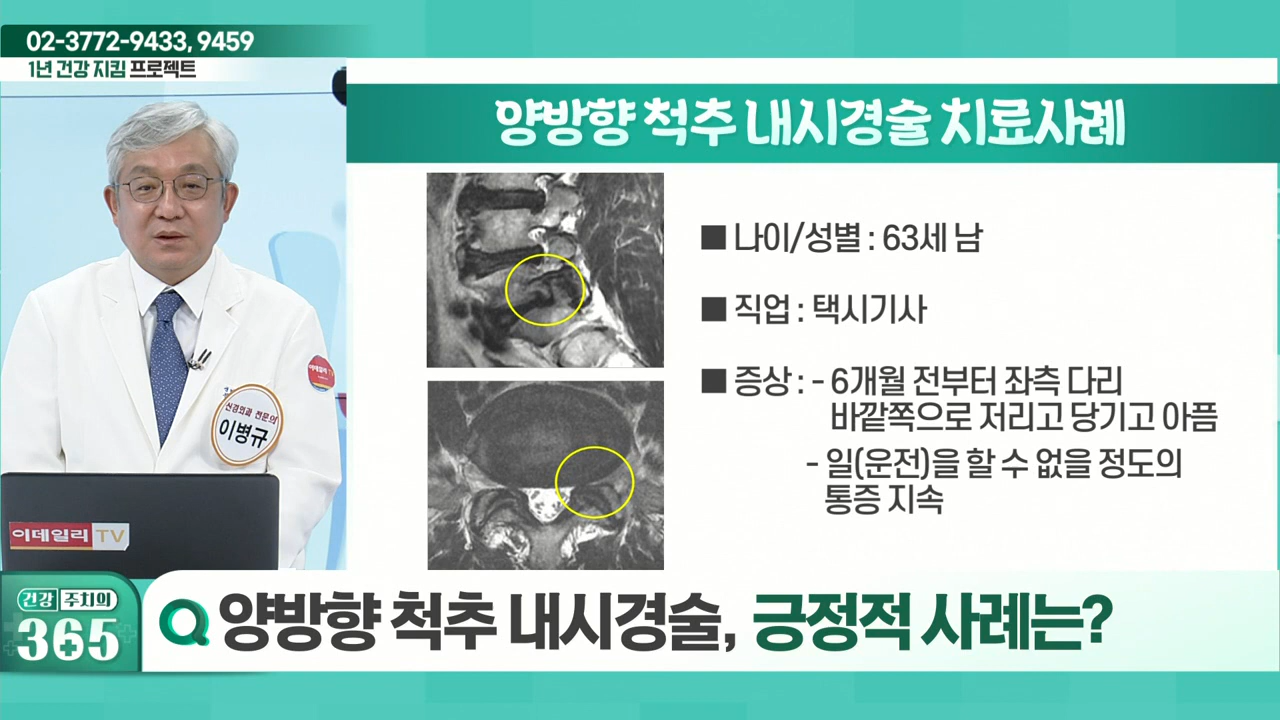 02-3772-9433, 9459
1년 건강 지킴 프로젝트
양방향 척추 내시경술 치료사례
■ 나이/성별 : 63세 남
■ 직업 : 택시기사
■ 증상 : - 6개월 전부터 좌측 다리
바깥쪽으로 저리고 당기고 아픔
- 일(운전)을 할 수 없을 정도의
통증 지속
이데일리 TV
신경외과 전문의
이병규
이데일리 TV
건강 주치의
365
Q 양방향 척추 내시경술, 긍정적 사례는?